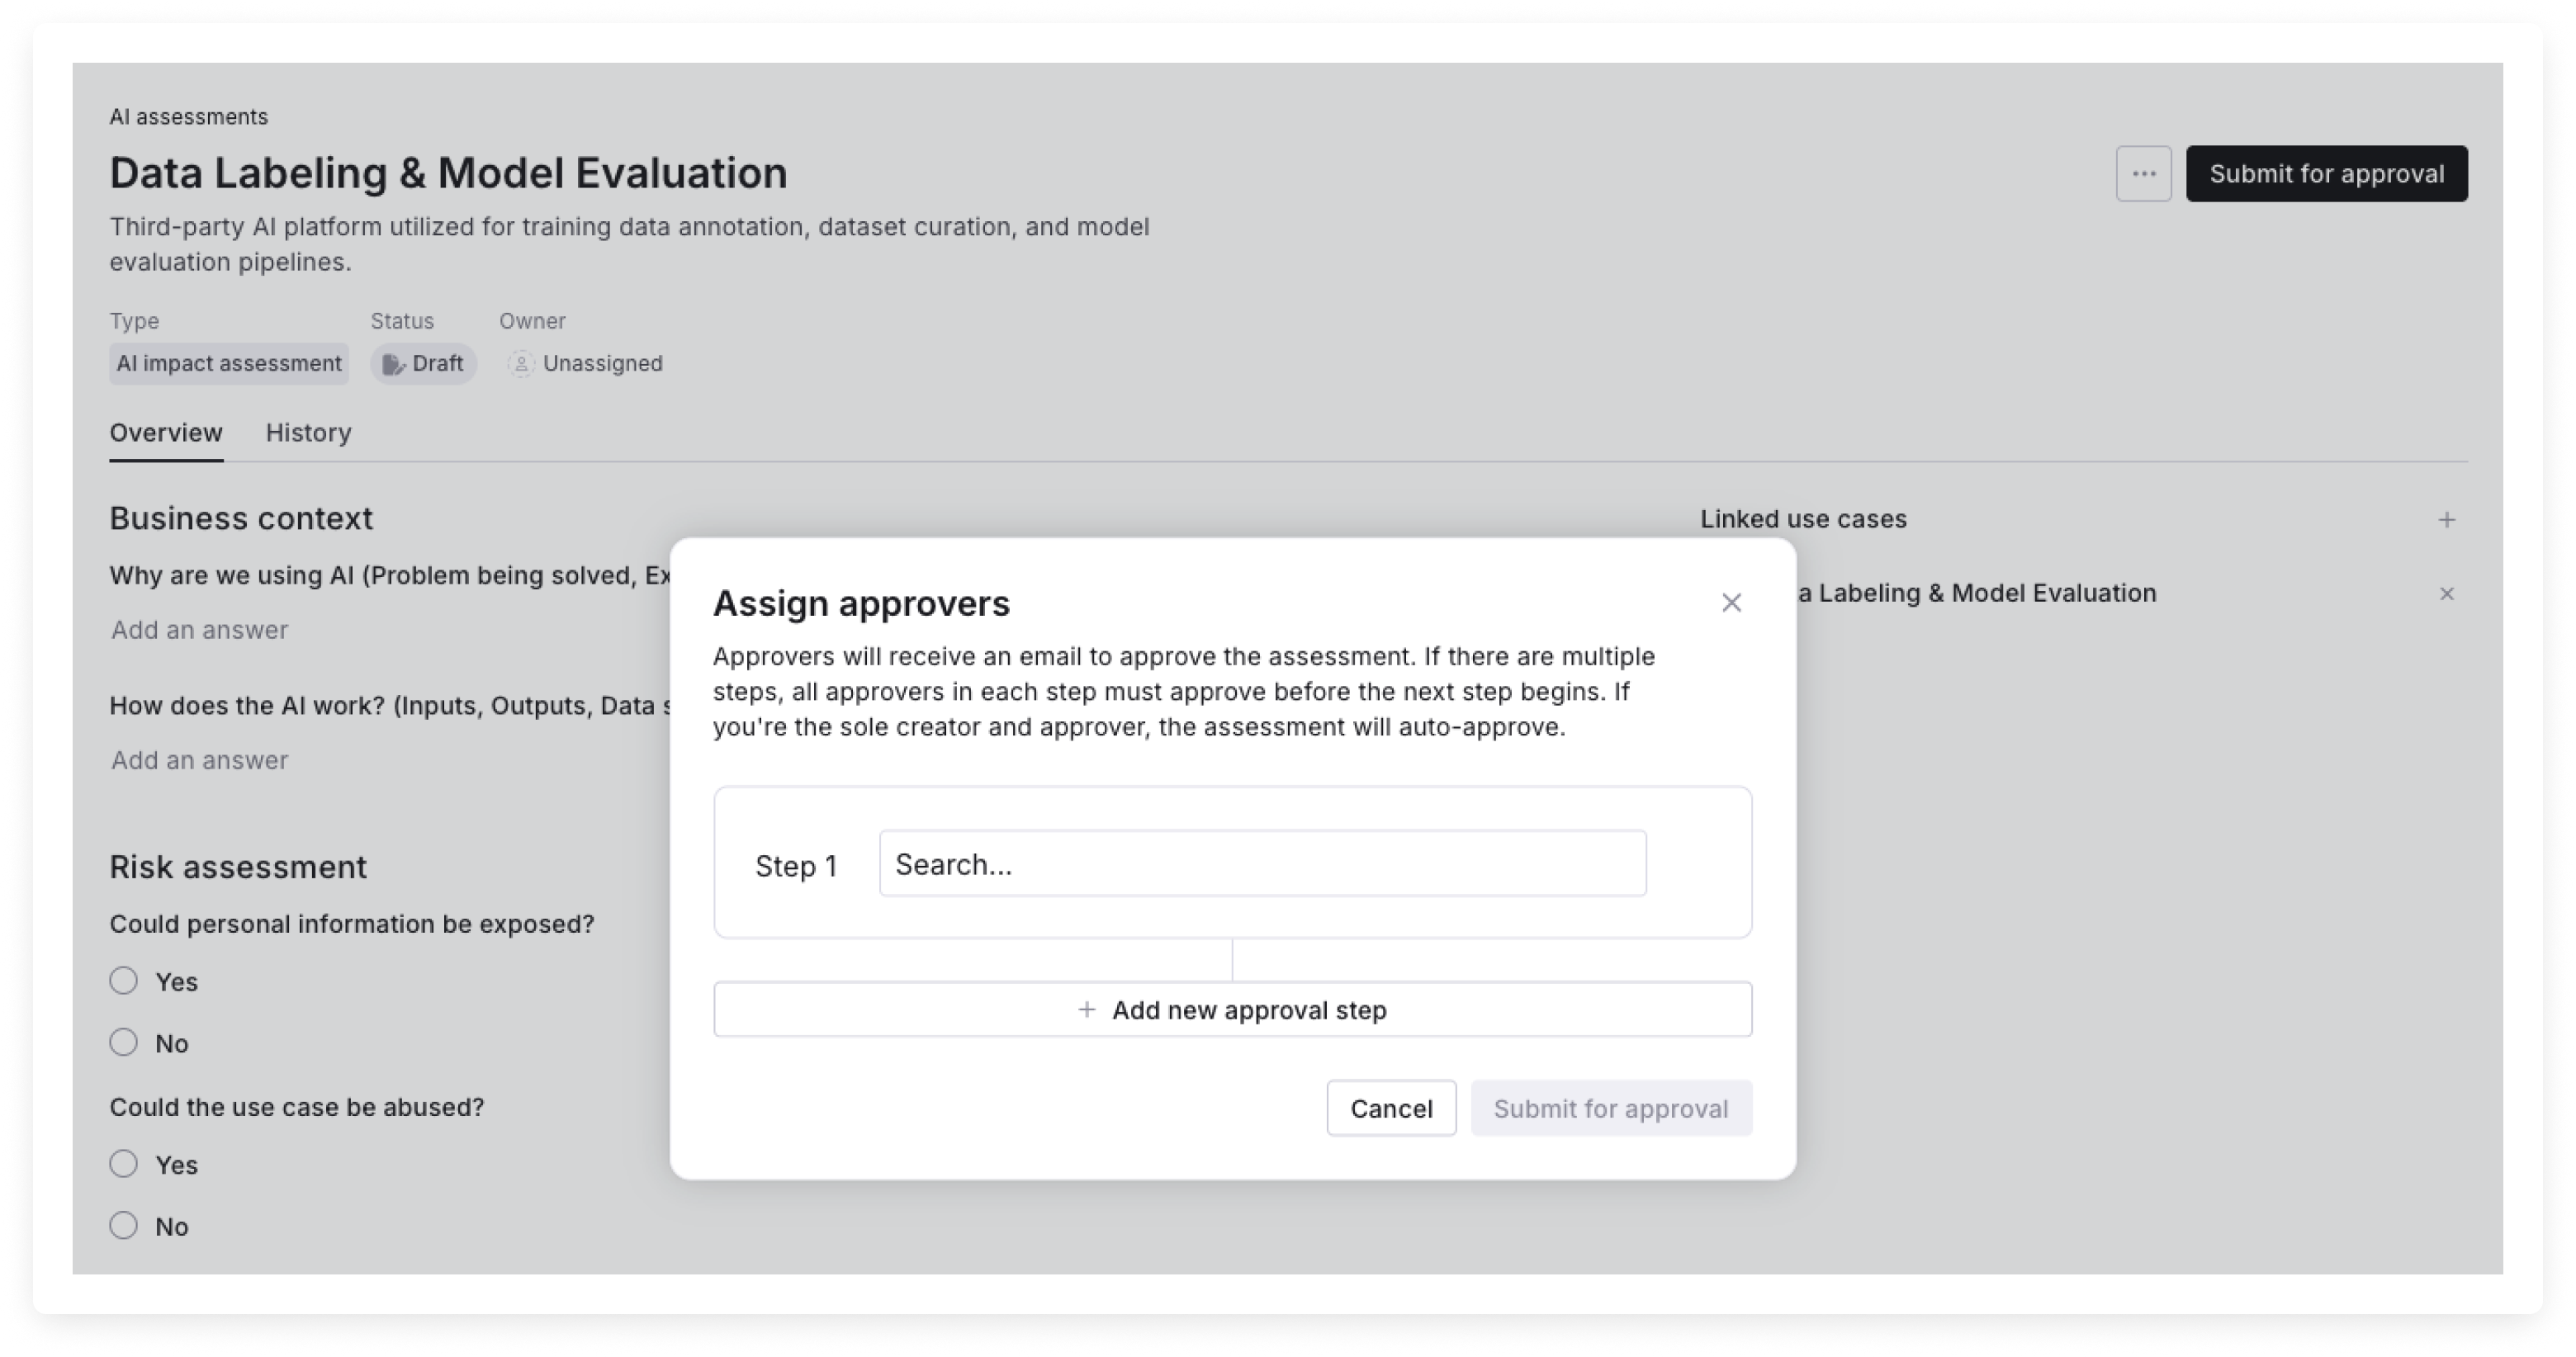 AI assessments
Data Labeling & Model Evaluation
Submit for approval
Third-party AI platform utilized for training data annotation, dataset curation, and model
evaluation pipelines.
Type
Status
Owner
AI impact assessment
Draft
Unassigned
Overview
History
Business context
Why are we using AI (Problem being solved,
Add an answer
How does the AI work? (Inputs, Outputs, Data
Add an answer
Risk assessment
Could personal information be exposed?
Yes
No
Could the use case be abused?
Yes
No
Linked use cases
Labeling & Model Evaluation
Assign approvers
Approvers will receive an email to approve the assessment. If there are multiple
steps, all approvers in each step must approve before the next step begins. If
you're the sole creator and approver, the assessment will auto-approve.
Step 1
Search...
Add new approval step
Cancel
Submit for approval